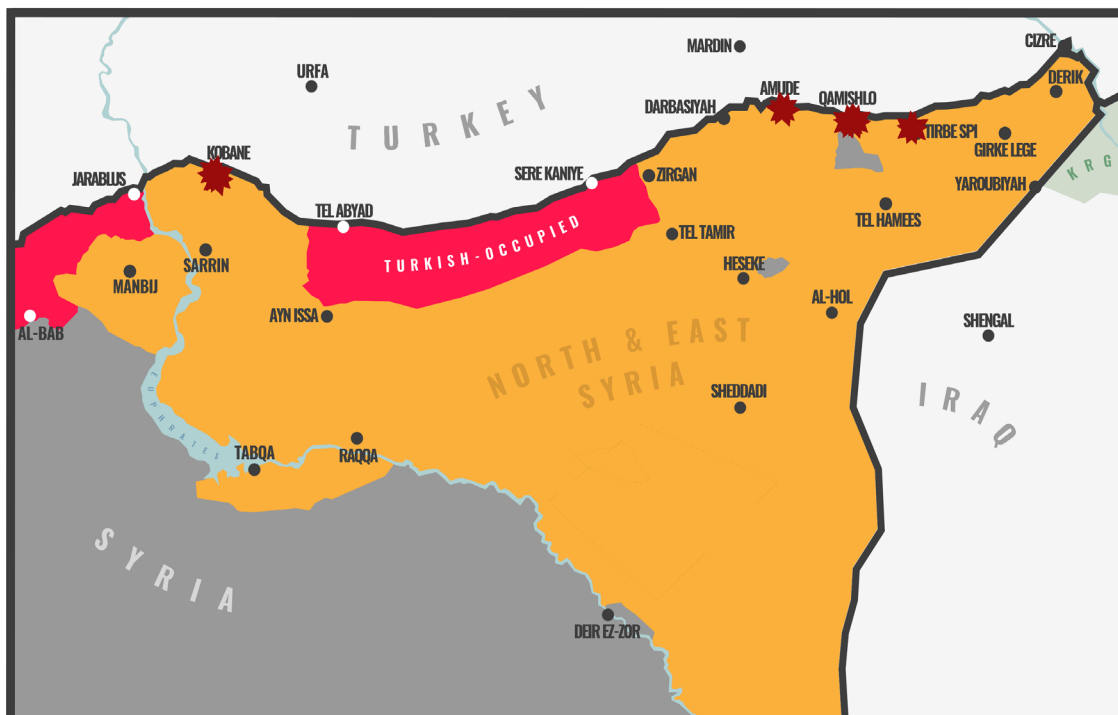 CIZRE
MARDIN
URFA
DERIK
TURKEY
AMUDE
QAMISHLO
DARBASIYAH
TIRBE SPI
GIRKE LEGE
KOBANE
KRG
JARABLUS
SERE KANIYE
ZIRGAN
YAROUBIYAH
TEL ABYAD
TEL HAMEES
TURKISH-OCCUPIED
TEL TAMIR
SARRIN
HESEKE
MANBIJ
AL-HOL
AYN ISSA
SHENGAL
AL-BAB
NORTH & EAST
SYRIA
SHEDDADI
IRAQ
EUPHRATES
TABQA
RAQQA
SYRIA
DEIR EZ-ZOR